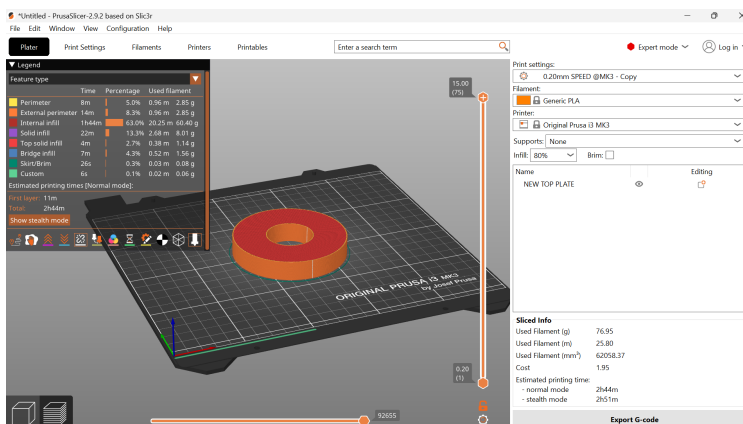 *Untitled - PrusaSlicer-2.9.2 based on Slic3r
File Edit Window View Configuration Help
Plater Print Settings Filaments Printers Printables Enter a search term Expert mode Log in
Legend
Feature type
Time Percentage Used filament
Perimeter 8m 5.0% 0.96 m 2.85 g
External perimeter 14m 8.3% 0.96 m 2.85 g
Internal infill 1h44m 63.0% 20.25 m 60.40 g
Solid infill 22m 13.3% 2.68 m 8.01 g
Top solid infill 4m 2.7% 0.38 m 1.14 g
Bridge infill 7m 4.3% 0.52 m 1.56 g
Skirt/Brim 26s 0.3% 0.03 m 0.08 g
Custom 6s 0.1% 0.02 m 0.06 g
Estimated printing times [Normal mode]:
First layer: 11m
Total: 2h44m
Show stealth mode
15.00
(75)
ORIGINAL PRUSA i3 MK3
by Josef Prusa
0.20
(1)
92655
G
Print settings:
0.20mm SPEED @MK3 - Copy
Filament:
Generic PLA
Printer:
Original Prusa i3 MK3
Supports: None
Infill: 80% Brim:
Name Editing
NEW TOP PLATE
Sliced Info
Used Filament (g) 76.95
Used Filament (m) 25.80
Used Filament (mm³) 62058.37
Cost 1.95
Estimated printing time:
- normal mode 2h44m
- stealth mode 2h51m
Export G-code